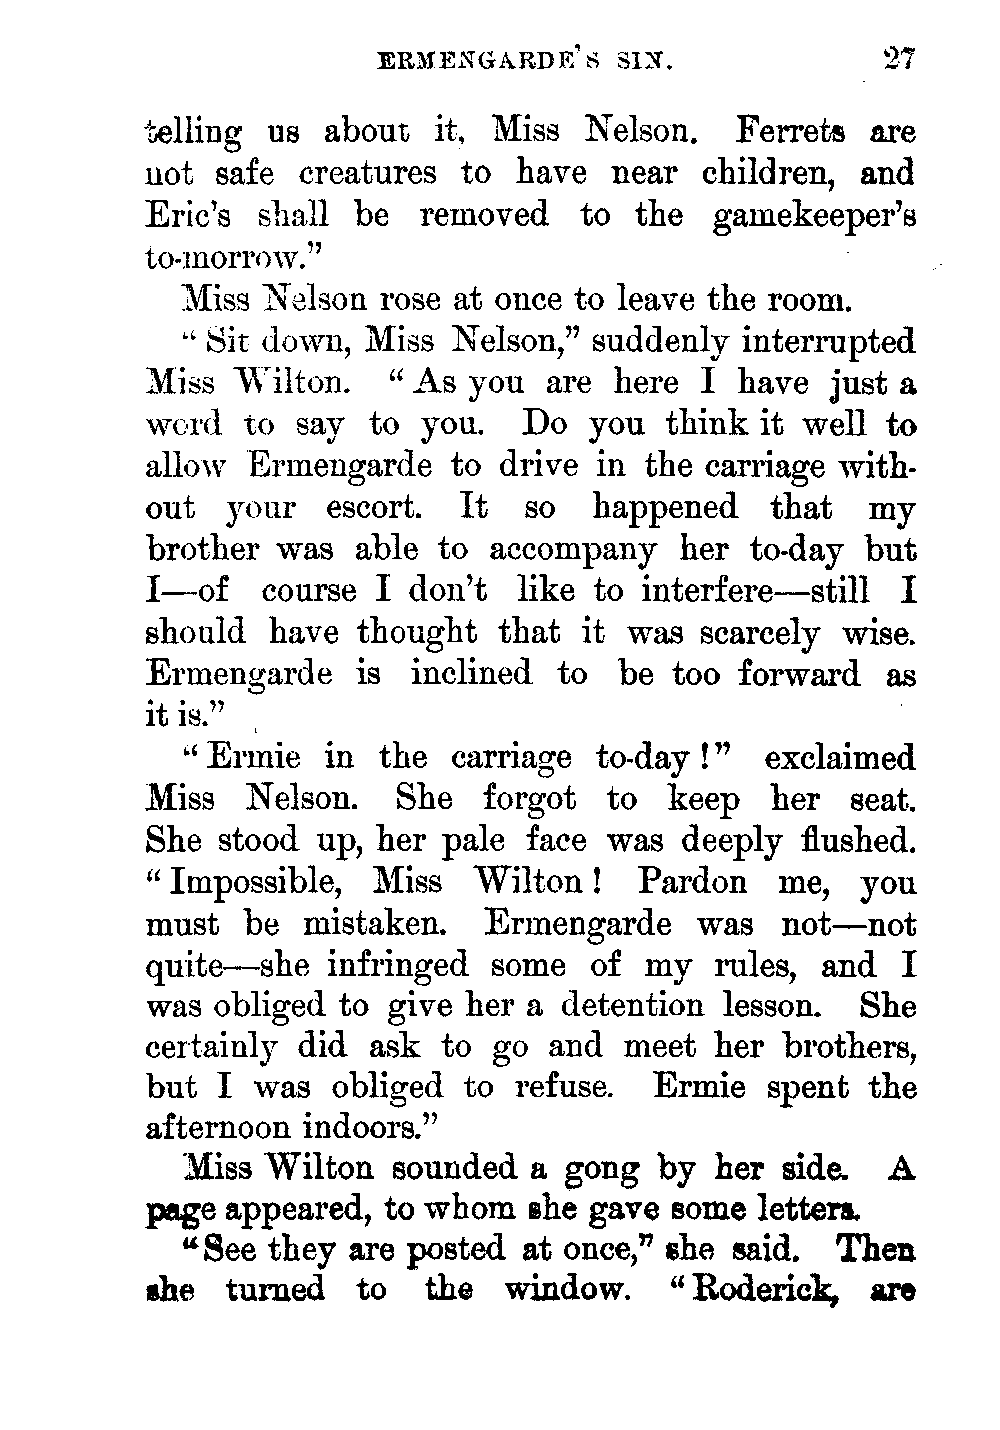 ERMENGARDE'S SIN. 27
telling us about it, Miss Nelson. Ferrets are
not safe creatures to have near children, and
Eric's shall be removed to the gamekeeper's
to-morrow."
Miss Nelson rose at once to leave the room.
"Sit down, Miss Nelson," suddenly interrupted
Miss Wilton. "As you are here I have just a
word to say to you. Do you think it well to
allow Ermengarde to drive in the carriage with-
out your escort. It so happened that my
brother was able to accompany her to-day but
I—of course I don't like to interfere—still I
should have thought that it was scarcely wise.
Ermengarde is inclined to be too forward as
it is."
"Ermie in the carriage to-day!" exclaimed
Miss Nelson. She forgot to keep her seat.
She stood up, her pale face was deeply flushed.
"Impossible, Miss Wilton! Pardon me, you
must be mistaken. Ermengarde was not—not
quite—she infringed some of my rules, and I
was obliged to give her a detention lesson. She
certainly did ask to go and meet her brothers,
but I was obliged to refuse. Ermie spent the
afternoon indoors."
Miss Wilton sounded a gong by her side. A
page appeared, to whom she gave some letters.
"See they are posted at once," she said. Then
she turned to the window. "Roderick, are